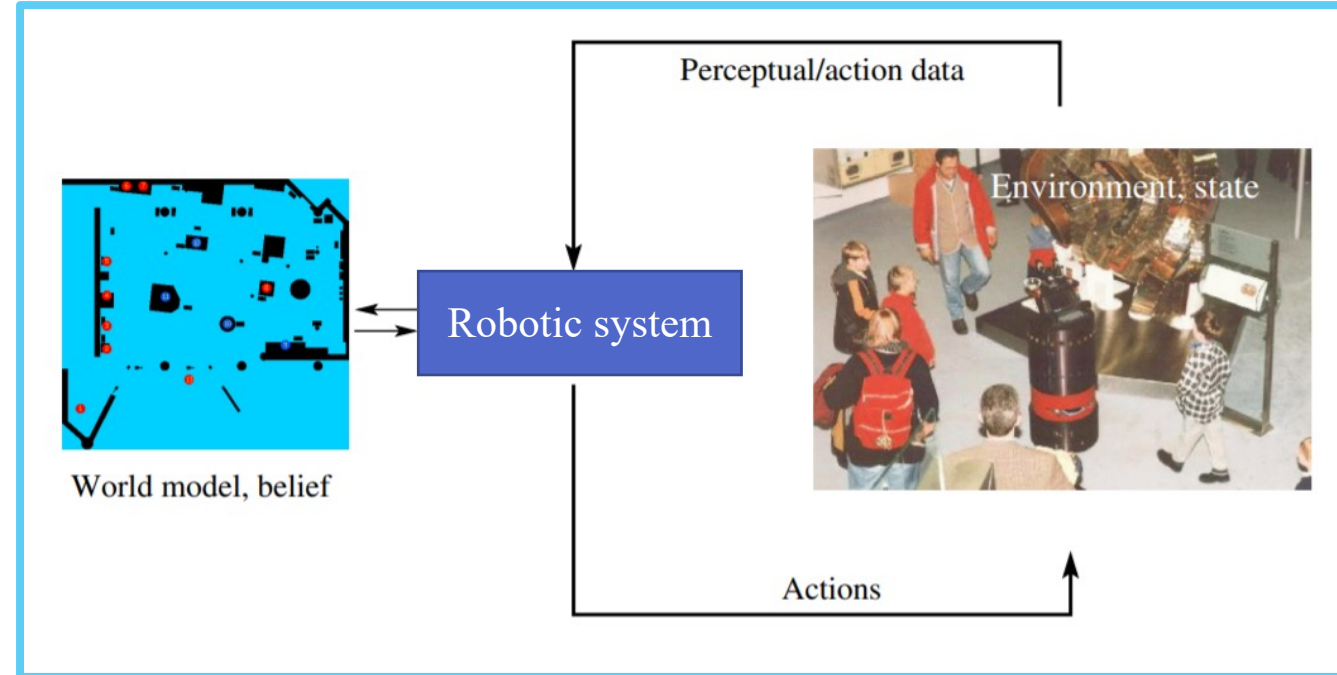 Perceptual/action data
Environment, state
Robotic system
World model, belief
Actions